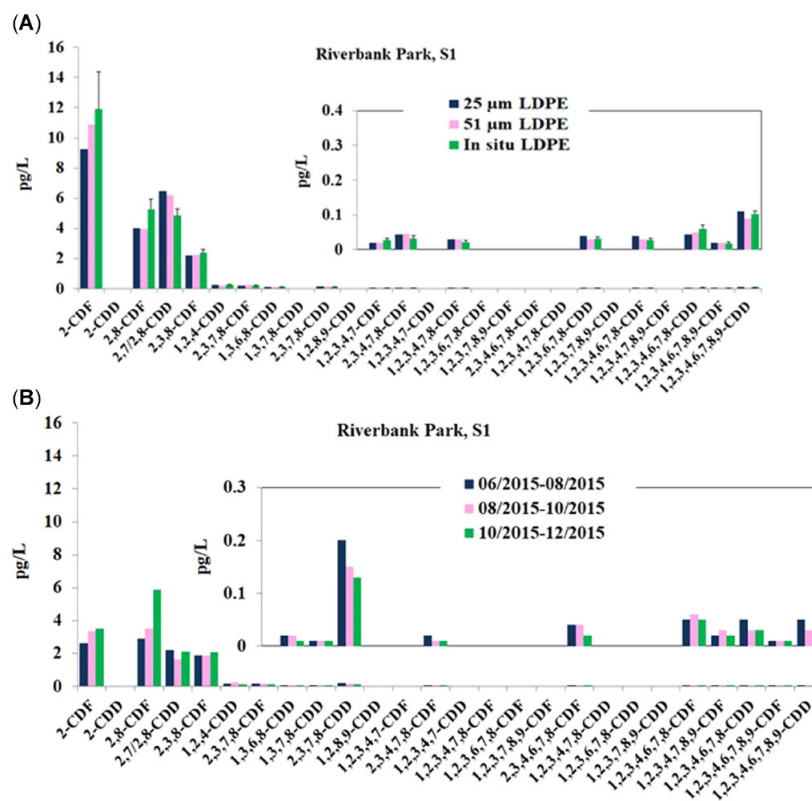 (A)
Riverbank Park, S1
pg/L
16
14
12
10
8
6
4
2
0
0.4
0.3
0.2
0.1
0
pg/L
25 µm LDPE
51 µm LDPE
In situ LDPE
2-CDF
2-CDD
2,8-CDF
2,7/2,8-CDD
2,3,8-CDF
1,2,4-CDD
2,3,7,8-CDF
1,3,6,8-CDD
1,3,7,8-CDD
2,3,7,8-CDD
1,2,8,9-CDD
1,2,3,4,7-CDF
2,3,4,7,8-CDF
1,2,3,4,7-CDD
1,2,3,4,7,8-CDF
1,2,3,6,7,8-CDF
1,2,3,7,8,9-CDF
2,3,4,6,7,8-CDF
1,2,3,4,7,8-CDD
1,2,3,6,7,8-CDD
1,2,3,7,8,9-CDD
1,2,3,4,6,7,8-CDF
1,2,3,4,7,8,9-CDF
1,2,3,4,6,7,8-CDD
1,2,3,4,6,7,8,9-CDF
1,2,3,4,6,7,8,9-CDD
(B)
Riverbank Park, S1
pg/L
16
14
12
10
8
6
4
2
0
0.3
0.2
0.1
0
pg/L
06/2015-08/2015
08/2015-10/2015
10/2015-12/2015
2-CDF
2-CDD
2,8-CDF
2,7/2,8-CDD
2,3,8-CDF
1,2,4-CDD
2,3,7,8-CDF
1,3,6,8-CDD
1,3,7,8-CDD
2,3,7,8-CDD
1,2,8,9-CDD
1,2,3,4,7-CDF
2,3,4,7,8-CDF
1,2,3,4,7-CDD
1,2,3,4,7,8-CDF
1,2,3,6,7,8-CDF
1,2,3,7,8,9-CDF
2,3,4,6,7,8-CDF
1,2,3,4,7,8-CDD
1,2,3,6,7,8-CDD
1,2,3,7,8,9-CDD
1,2,3,4,6,7,8-CDF
1,2,3,4,7,8,9-CDF
1,2,3,4,6,7,8-CDD
1,2,3,4,6,7,8,9-CDF
1,2,3,4,6,7,8,9-CDD